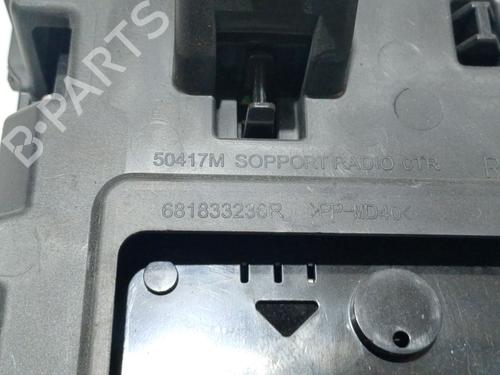 B-PARTS
50417M SOPPORT RADIO CTR
681833236R >PP-MD40<